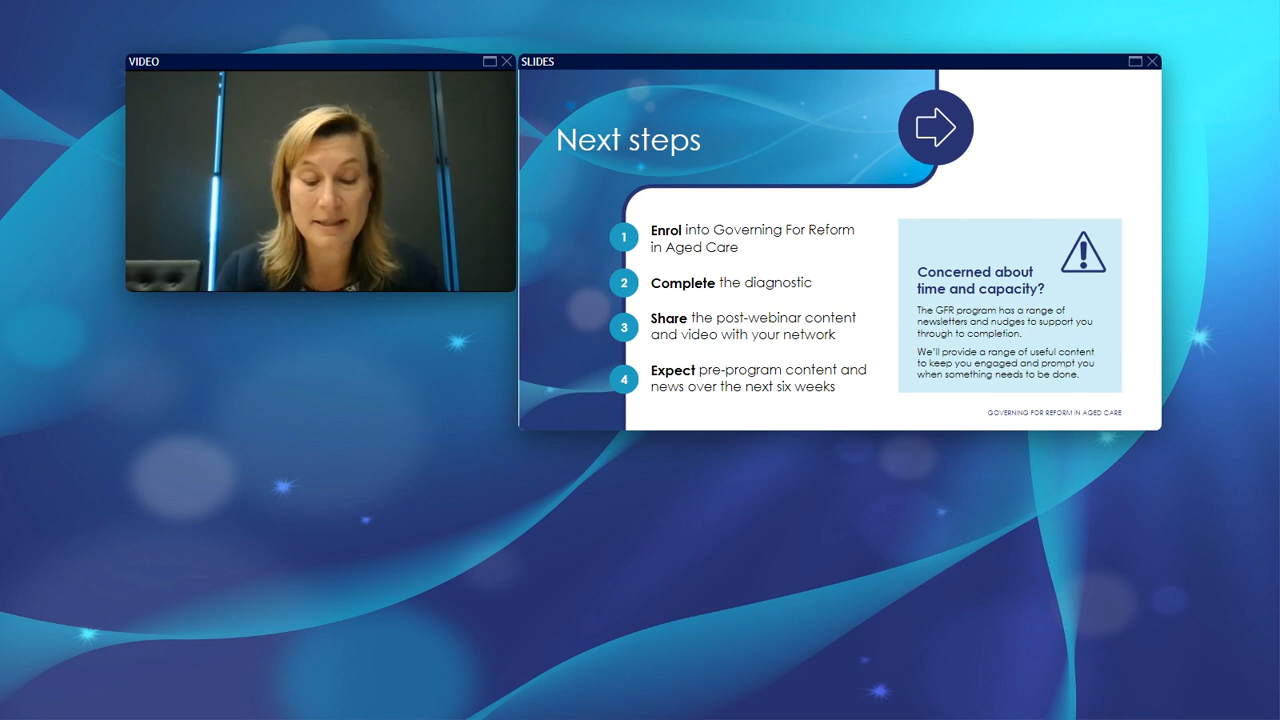 VIDEO
SLIDES
Next steps
1
Enrol into Governing For Reform
in Aged Care
2
Complete the diagnostic
3
Share the post-webinar content
and video with your network
4
Expect pre-program content and
news over the next six weeks
Concerned about
time and capacity?
The GFR program has a range of
newsletters and nudges to support you
through to completion.
We'll provide a range of useful content
to keep you engaged and prompt you
when something needs to be done.
GOVERNING FOR REFORM IN AGED CARE